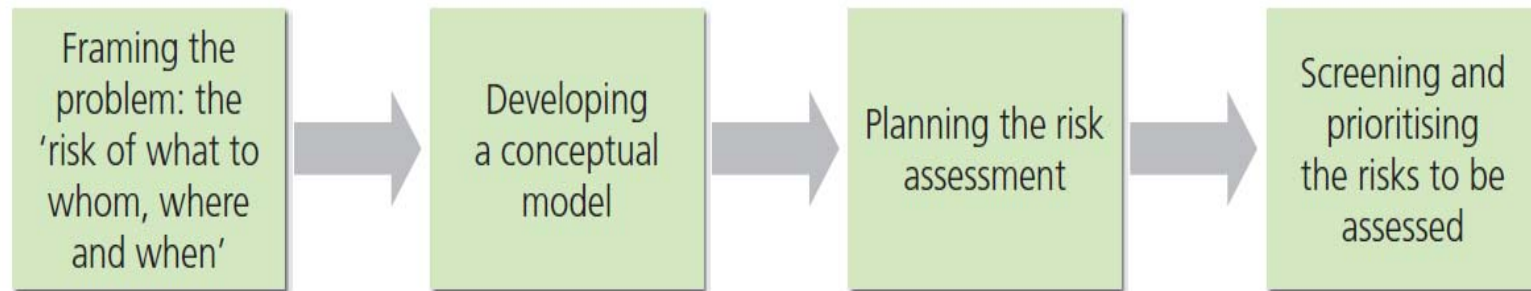 Framing the
problem: the
‘risk of what to
whom, where
and when’
Developing
a conceptual
model
Planning the risk
assessment
Screening and
prioritising
the risks to be
assessed